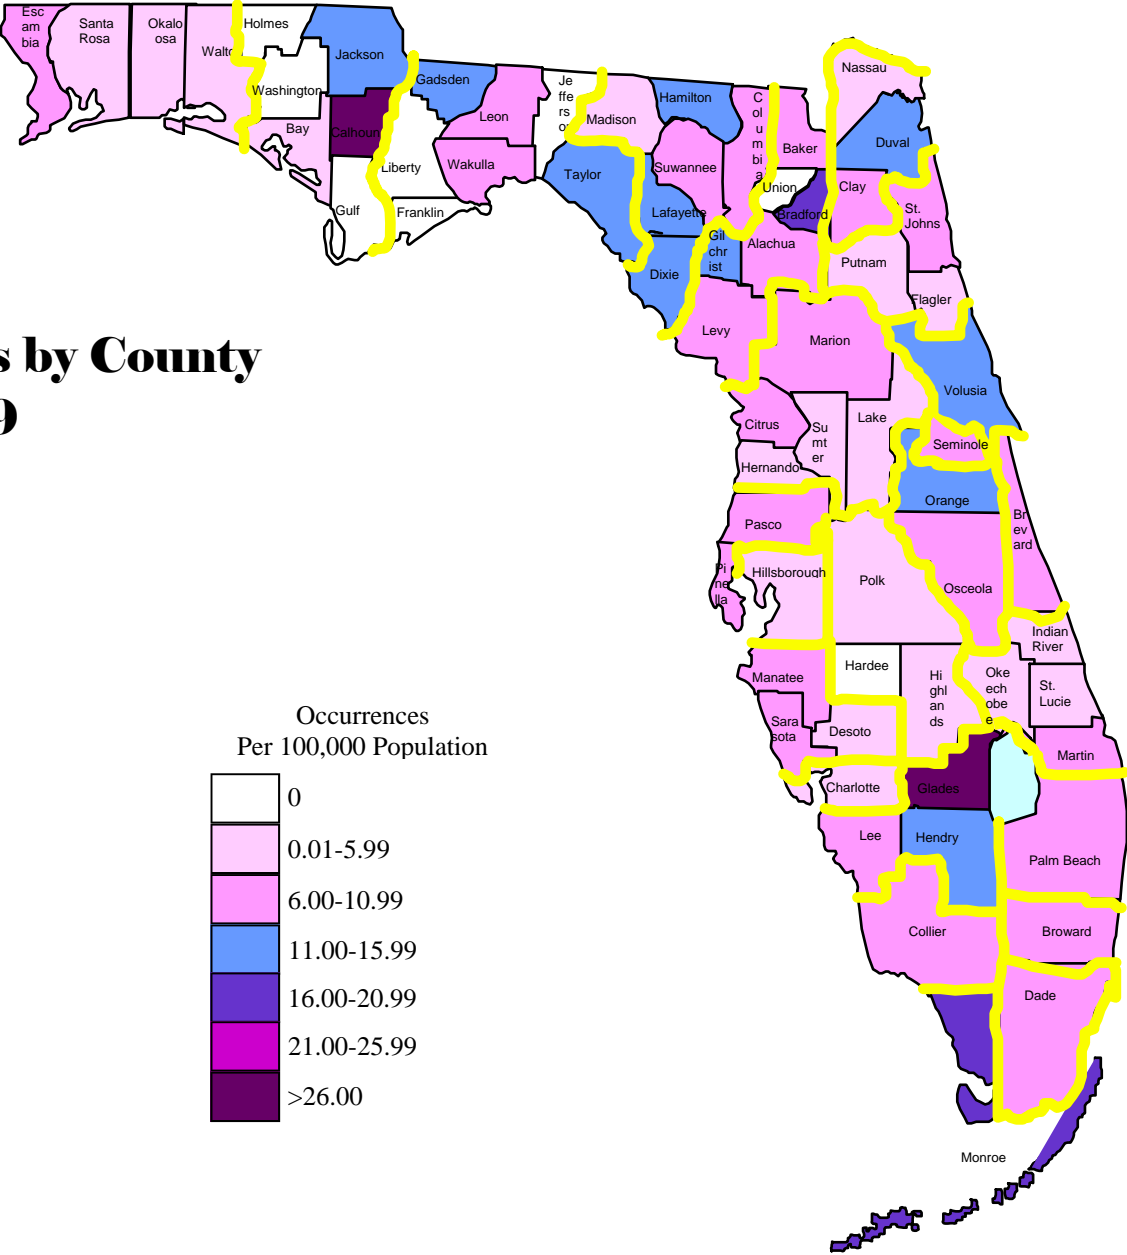 Esc
am
bia
Santa
Rosa
Okalo
osa
Walto
Holmes
Washington
Jackson
Bay
Calhoun
Gulf
Liberty
Franklin
Gadsden
Leon
Wakulla
Je
ffe
rs
on
Madison
Taylor
Hamilton
Suwannee
Lafayette
Dixie
C
ol
u
m
bi
a
Baker
Union
Bradford
Gil
chr
ist
Alachua
Levy
Nassau
Duval
Clay
St.
Johns
Putnam
Flagler
Marion
Volusia
Citrus
Su
mt
er
Lake
Hernando
Seminole
Orange
Pasco
Br
ev
ard
Pi
ne
lla
Hillsborough
Polk
Osceola
Indian
River
Manatee
Hardee
Hi
ghl
an
ds
Oke
ech
obe
e
St.
Lucie
Sara
sota
Desoto
Martin
Charlotte
Glades
Lee
Hendry
Palm Beach
Collier
Broward
Dade
Monroe
s by County
9
Occurrences
Per 100,000 Population
0
0.01-5.99
6.00-10.99
11.00-15.99
16.00-20.99
21.00-25.99
>26.00